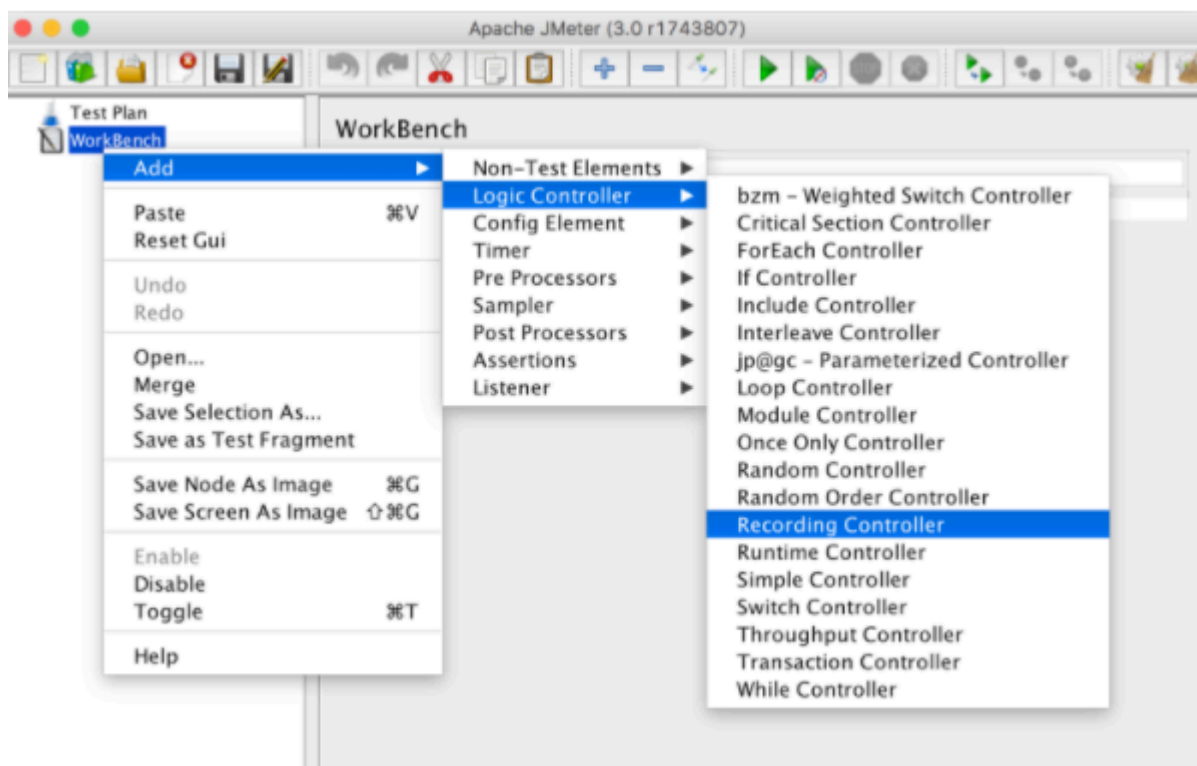 Apache JMeter (3.0 r1743807)
Test Plan
WorkBench
WorkBench
Add
Paste ⌘V
Reset Gui
Undo
Redo
Open...
Merge
Save Selection As...
Save as Test Fragment
Save Node As Image ⌘G
Save Screen As Image ⇧⌘G
Enable
Disable
Toggle ⌘T
Help
Non-Test Elements
Logic Controller
Config Element
Timer
Pre Processors
Sampler
Post Processors
Assertions
Listener
bzm - Weighted Switch Controller
Critical Section Controller
ForEach Controller
If Controller
Include Controller
Interleave Controller
jp@gc - Parameterized Controller
Loop Controller
Module Controller
Once Only Controller
Random Controller
Random Order Controller
Recording Controller
Runtime Controller
Simple Controller
Switch Controller
Throughput Controller
Transaction Controller
While Controller